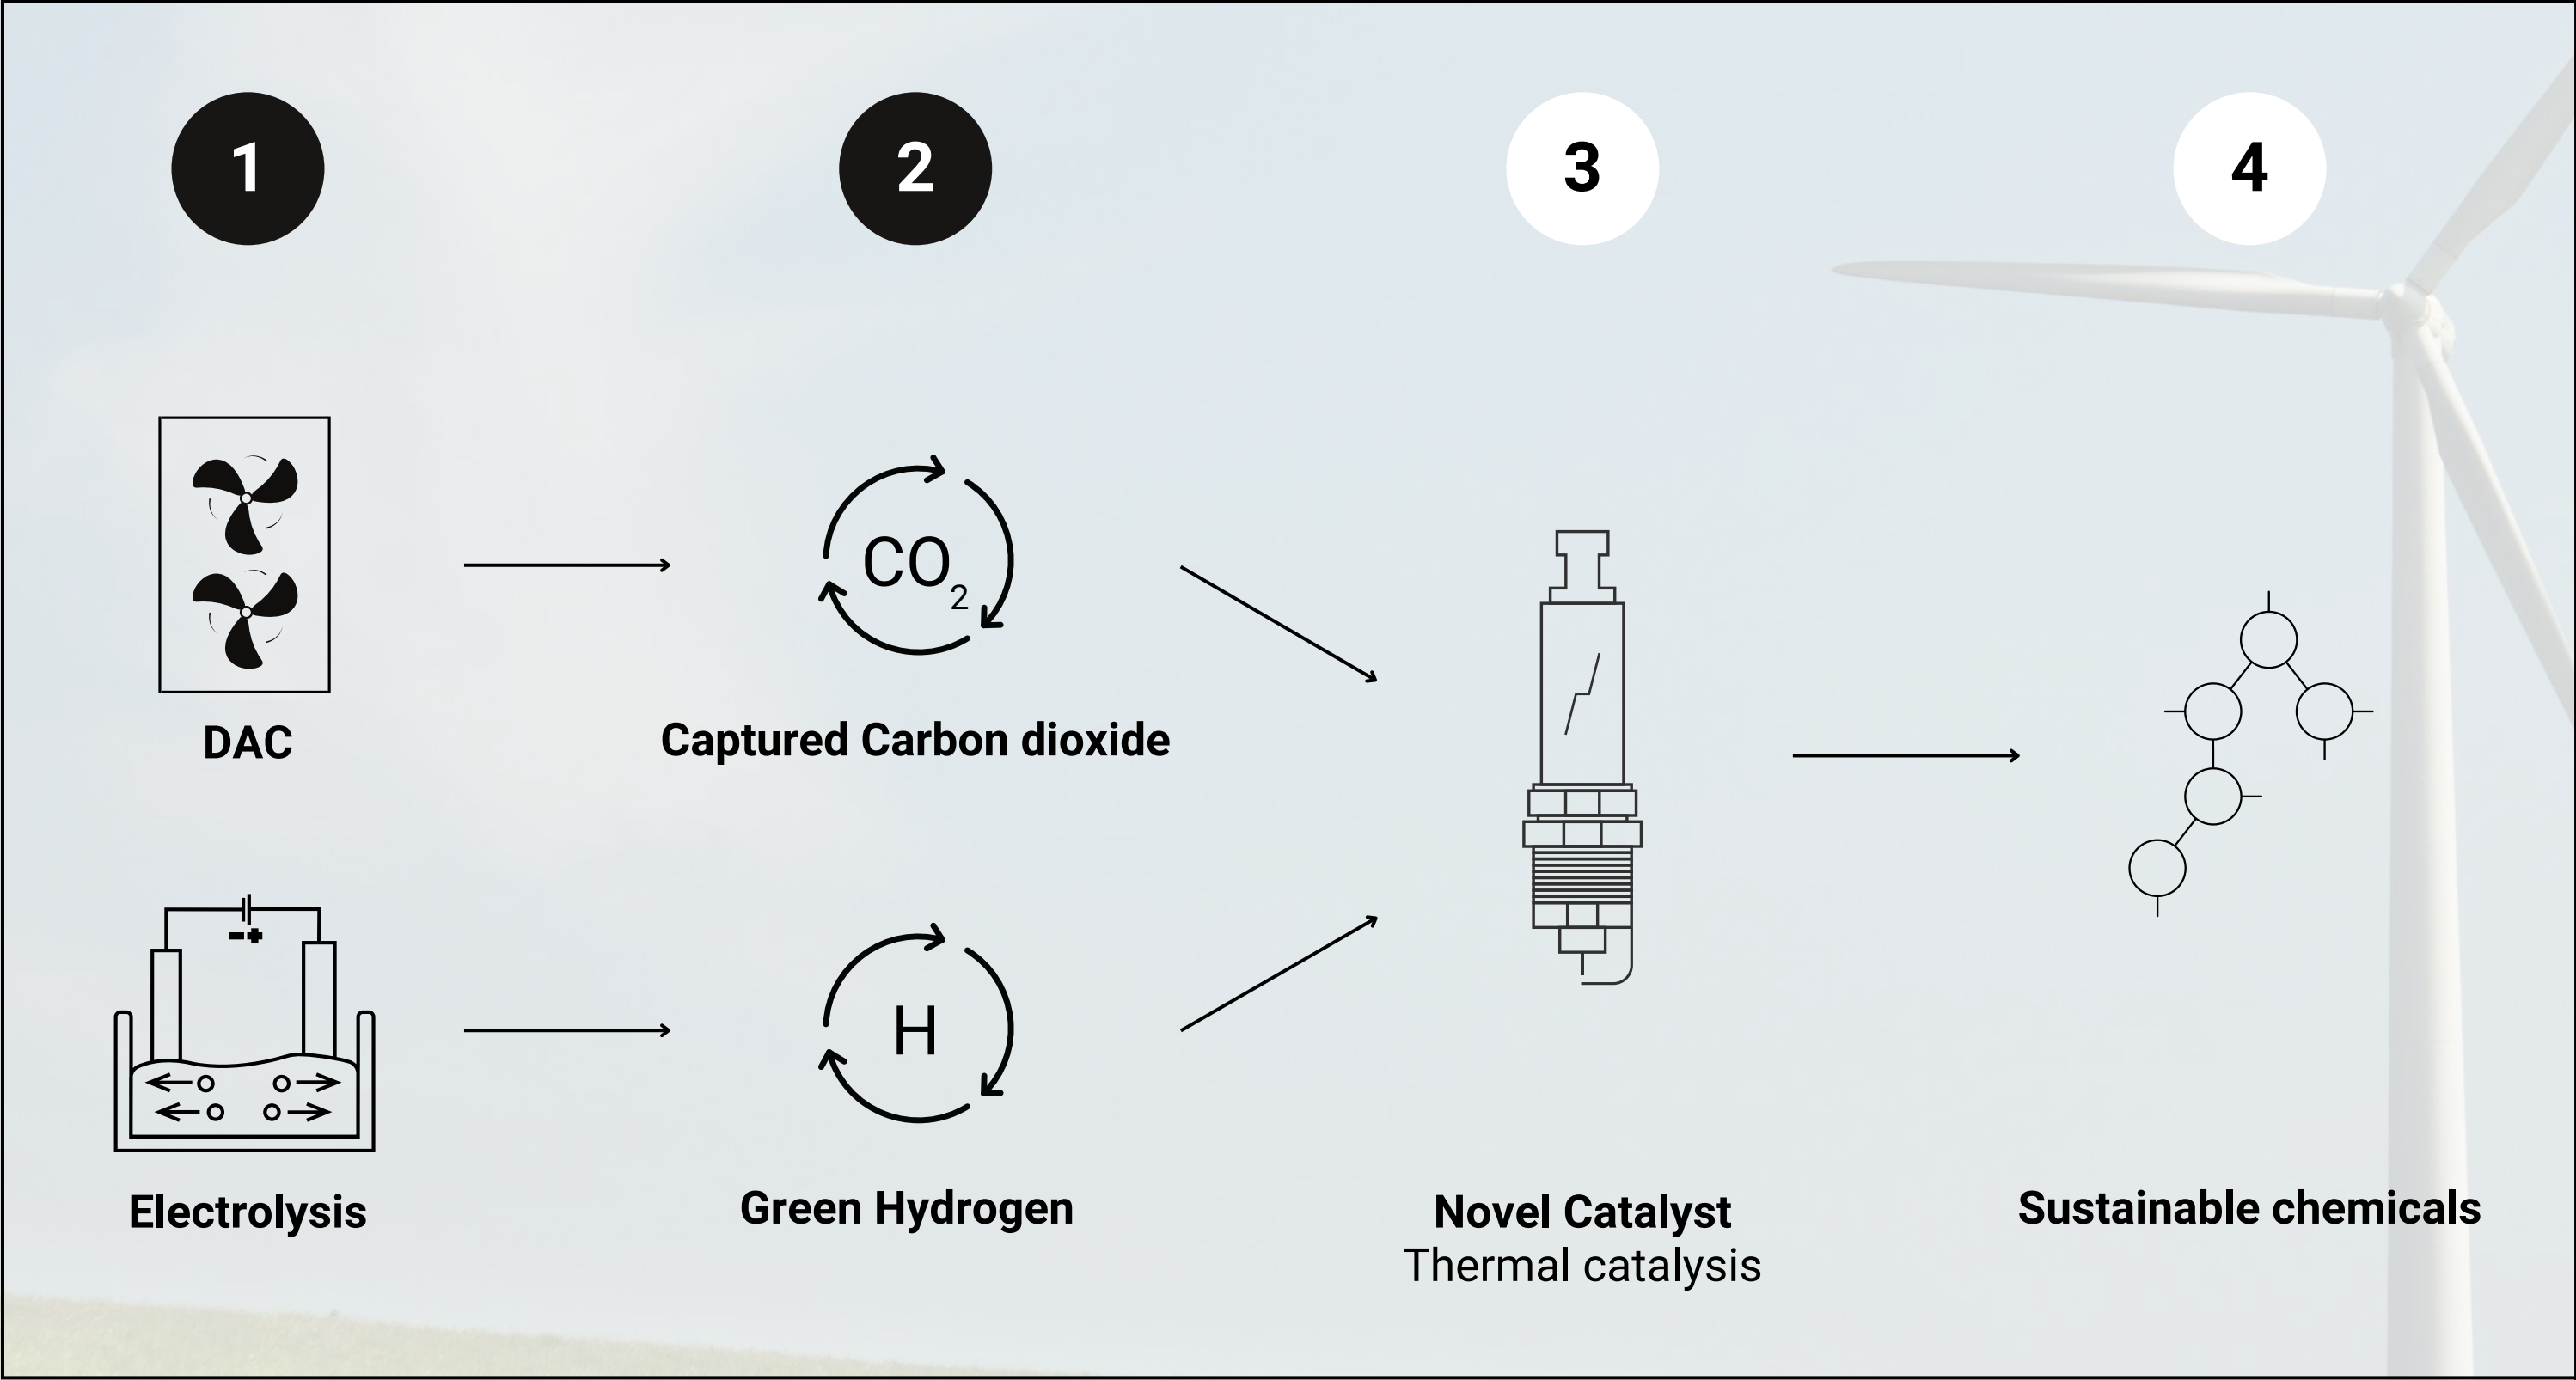 1
2
3
4
CO2
DAC
Captured Carbon dioxide
H
Electrolysis
Green Hydrogen
Novel Catalyst
Thermal catalysis
Sustainable chemicals